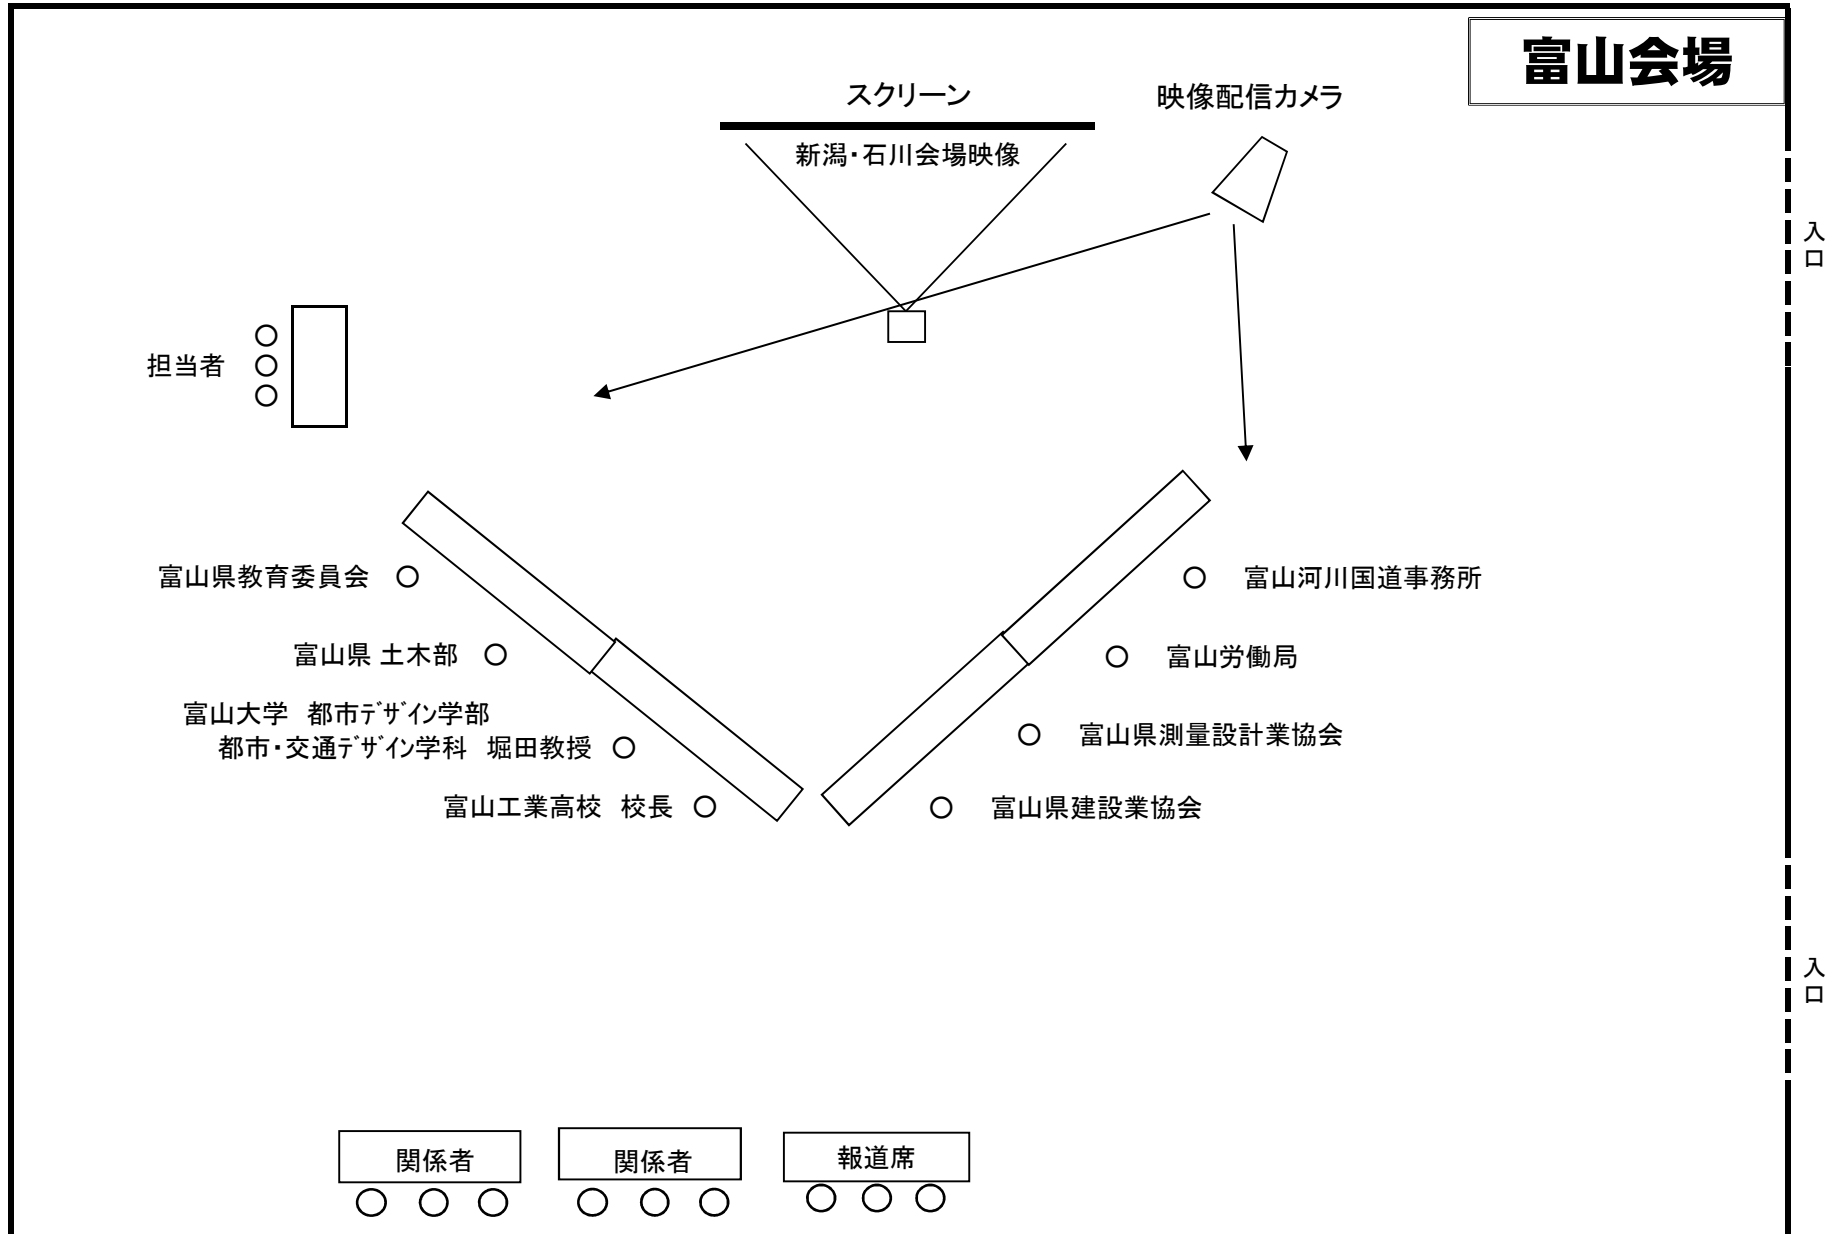 富山会場
スクリーン
映像配信カメラ
新潟・石川会場映像
入口
担当者
富山県教育委員会
富山河川国道事務所
富山県 土木部
富山労働局
富山大学　都市ﾃﾞｻﾞｲﾝ学部
都市・交通ﾃﾞｻﾞｲﾝ学科　堀田教授
富山県測量設計業協会
富山工業高校　校長
富山県建設業協会
入口
関係者
関係者
報道席